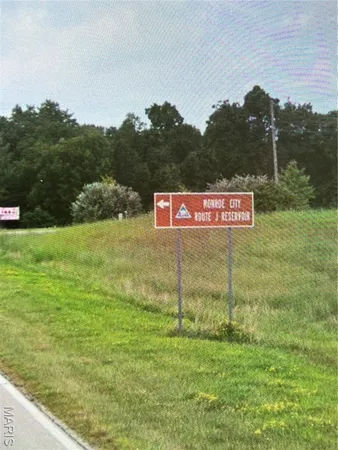 MONROE CITY
ROUTE J RESERVOIR
MARIS